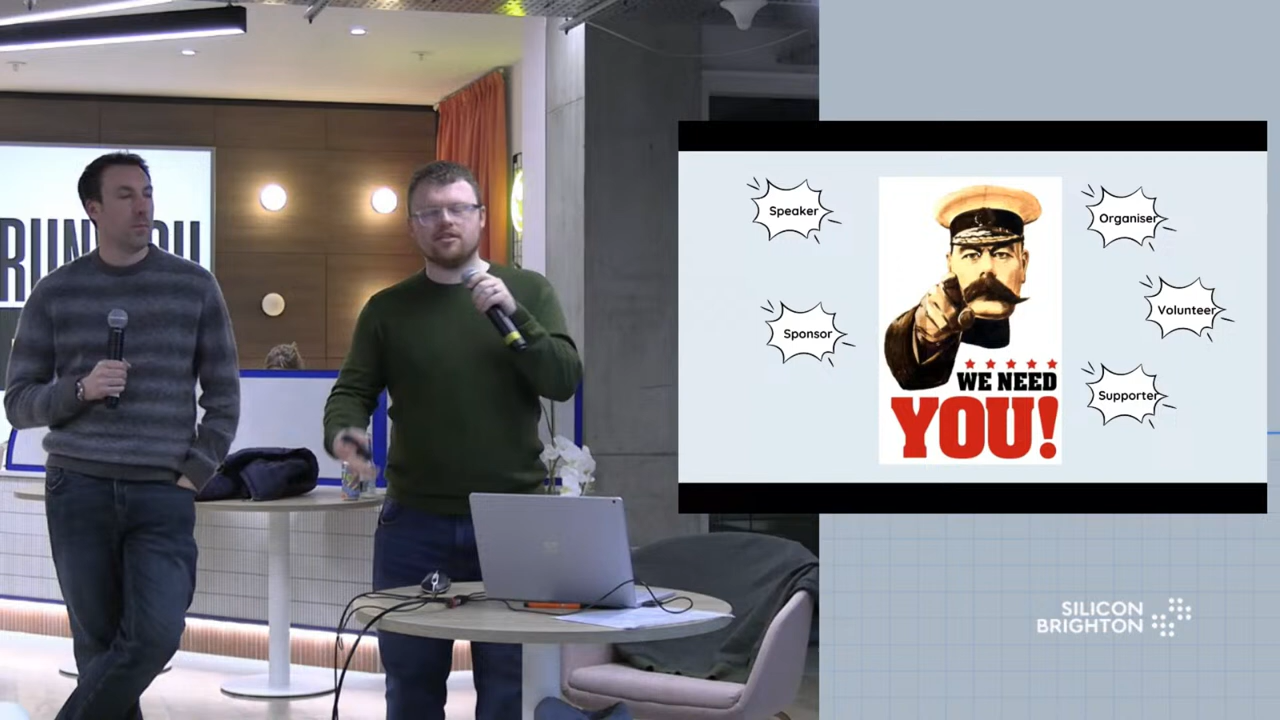 Speaker
Sponsor
WE NEED
YOU!
Organiser
Volunteer
Supporter
SILICON
BRIGHTON